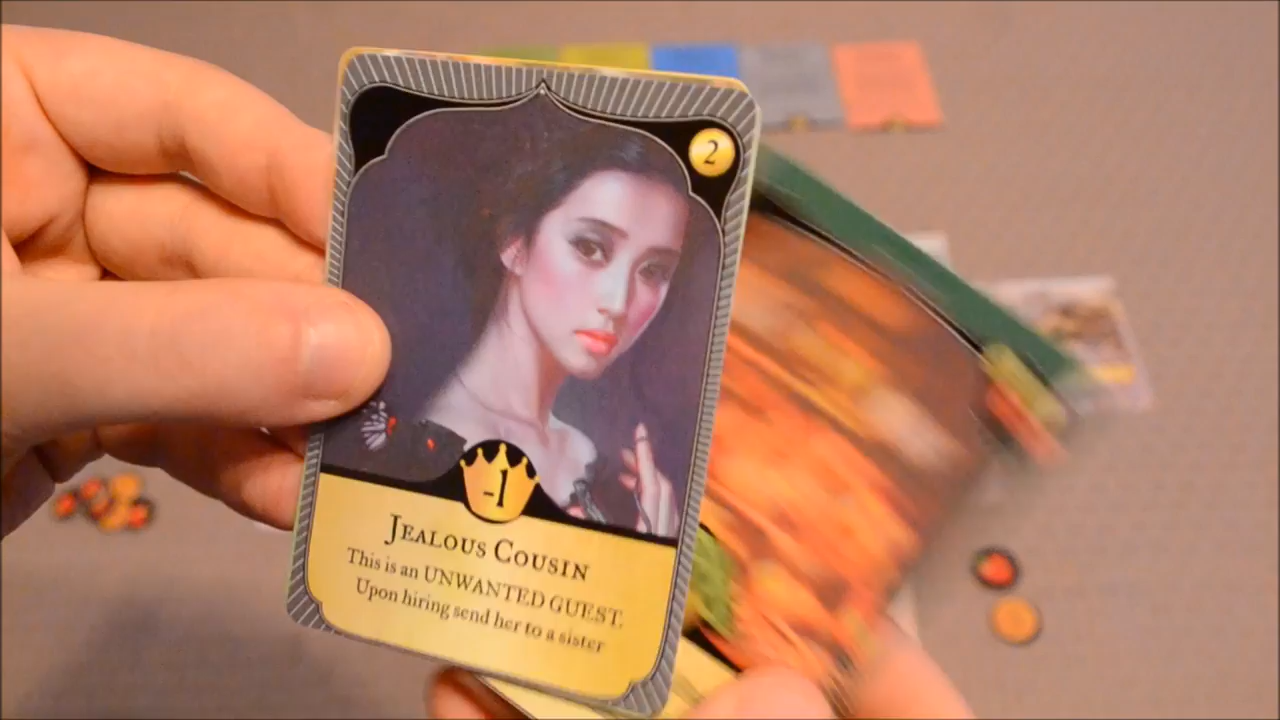 2
-1
JEALOUS COUSIN
This is an UNWANTED GUEST.
Upon hiring send her to a sister